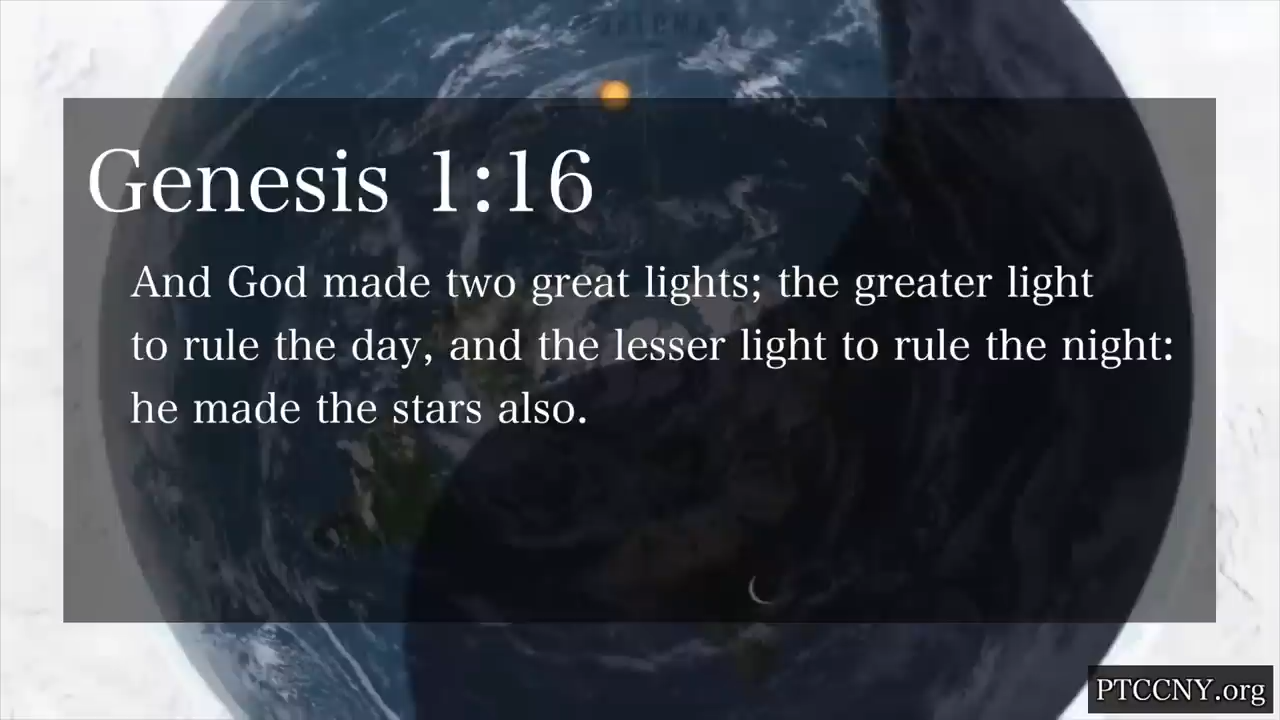 Genesis 1:16
And God made two great lights; the greater light
to rule the day, and the lesser light to rule the night:
he made the stars also.
PTCCNY.org